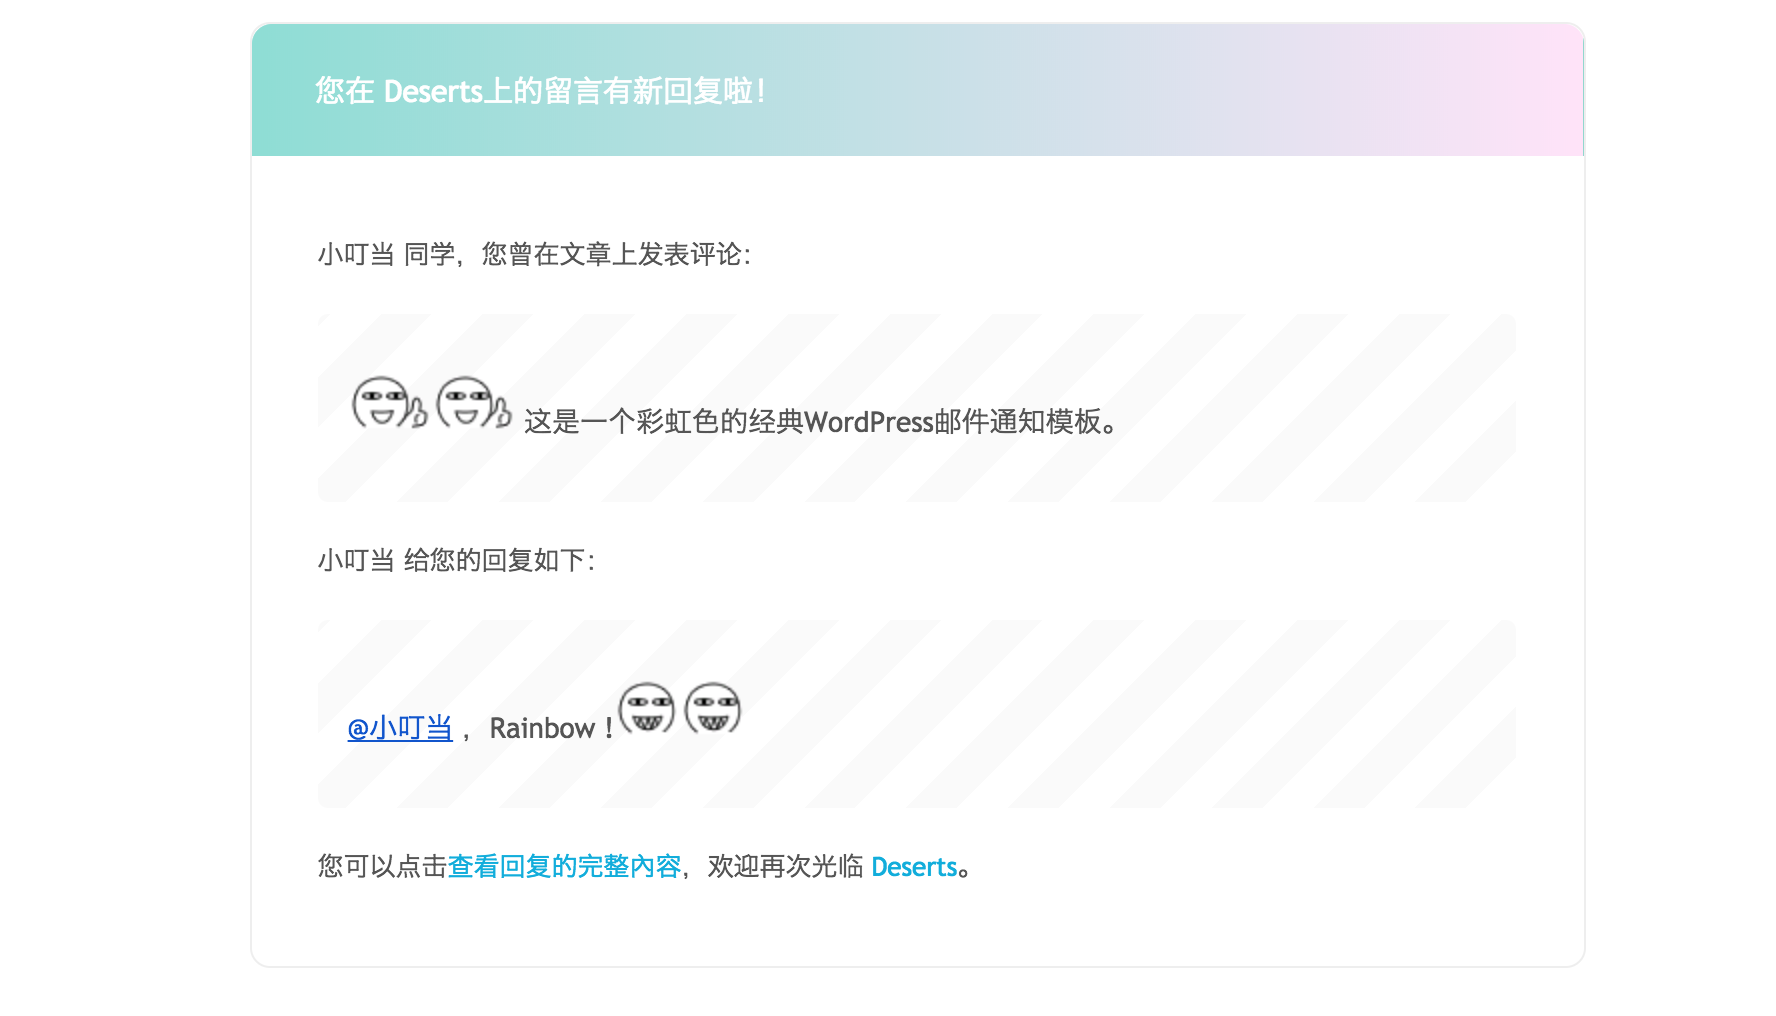 您在 Deserts上的留言有新回复啦！
小叮当 同学，您曾在文章上发表评论：
这是一个彩虹色的经典WordPress邮件通知模板。
小叮当 给您的回复如下：
@小叮当 ，Rainbow！
您可以点击查看回复的完整內容，欢迎再次光临 Deserts。